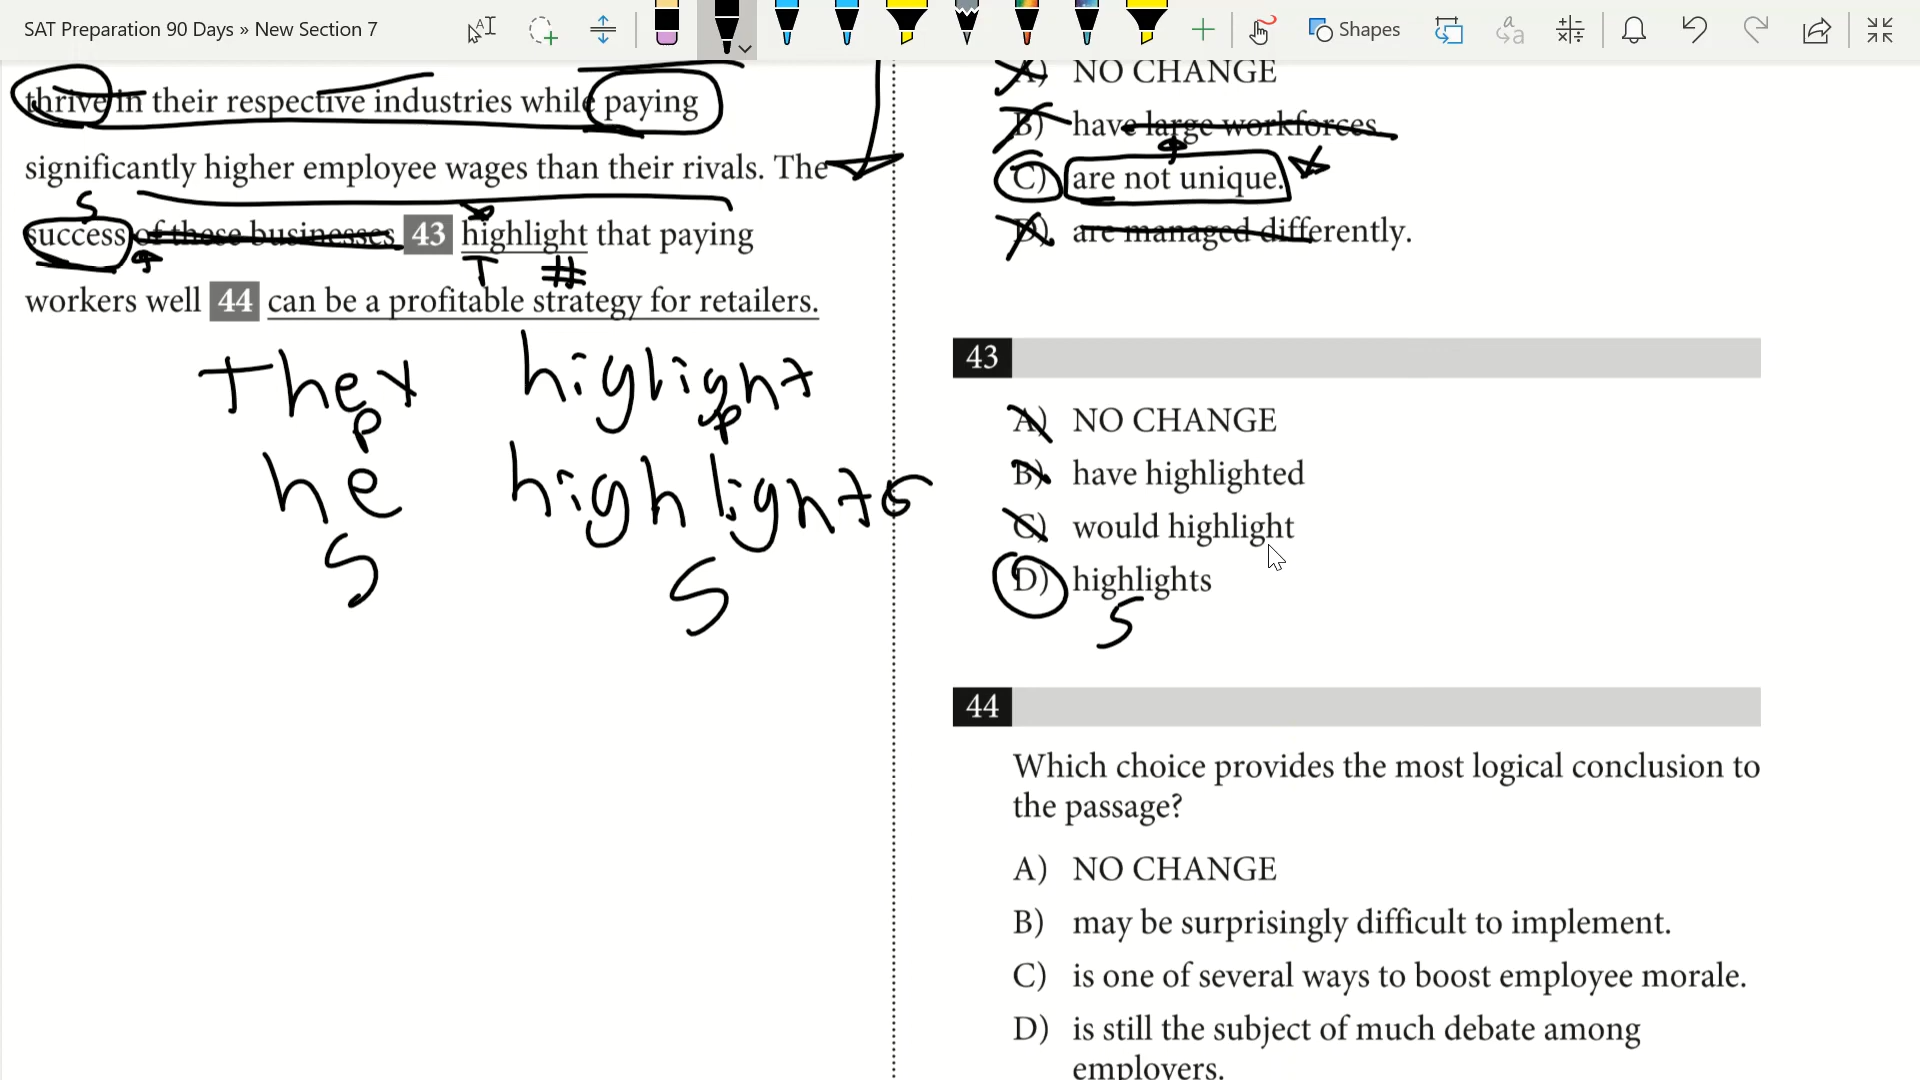 SAT Preparation 90 Days » New Section 7
Shapes
thrive in their respective industries while paying
significantly higher employee wages than their rivals. The
S
success of these businesses 43 highlight that paying
T #
workers well 44 can be a profitable strategy for retailers.
They higlight
P P
he highlights
S S
A) NO CHANGE
B) have large workforces
C) are not unique.
D) are managed differently.
43
A) NO CHANGE
B) have highlighted
C) would highlight
D) highlights
S
44
Which choice provides the most logical conclusion to
the passage?
A) NO CHANGE
B) may be surprisingly difficult to implement.
C) is one of several ways to boost employee morale.
D) is still the subject of much debate among
employers.